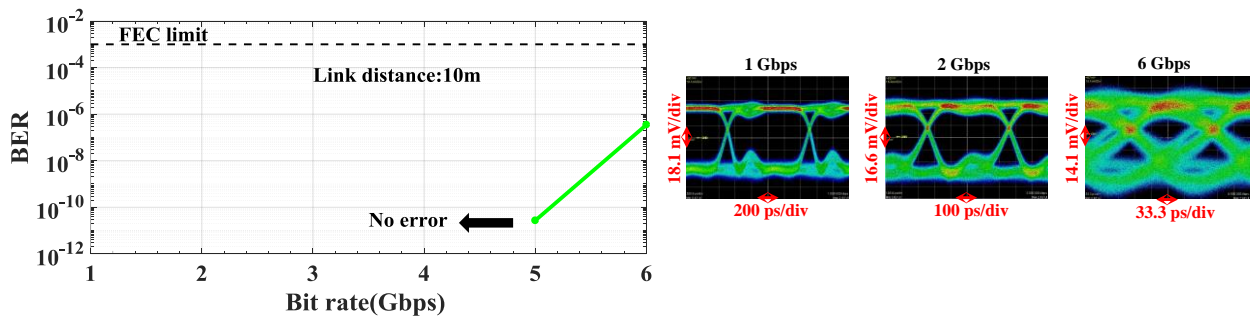 10-2
FEC limit
10-4
Link distance:10m
10-6
10-8
10-10
No error
10-12
BER
1 2 3 4 5 6
Bit rate(Gbps)
1 Gbps
2 Gbps
6 Gbps
18.1 mV/div
16.6 mV/div
14.1 mV/div
200 ps/div
100 ps/div
33.3 ps/div